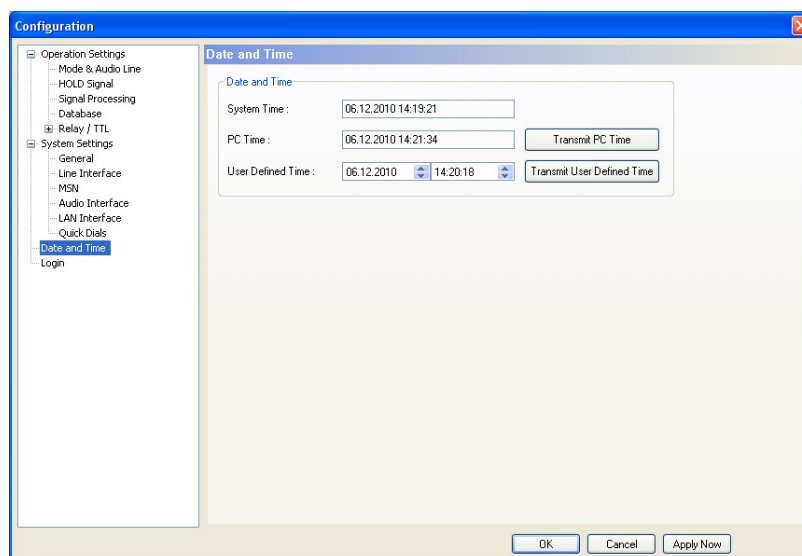 Configuration
Operation Settings
Mode & Audio Line
HOLD Signal
Signal Processing
Database
Relay / TTL
System Settings
General
Line Interface
MSN
Audio Interface
LAN Interface
Quick Dials
Date and Time
Login
Date and Time
Date and Time
System Time : 06.12.2010 14:19:21
PC Time : 06.12.2010 14:21:34 Transmit PC Time
User Defined Time : 06.12.2010 14:20:18 Transmit User Defined Time
OK Cancel Apply Now